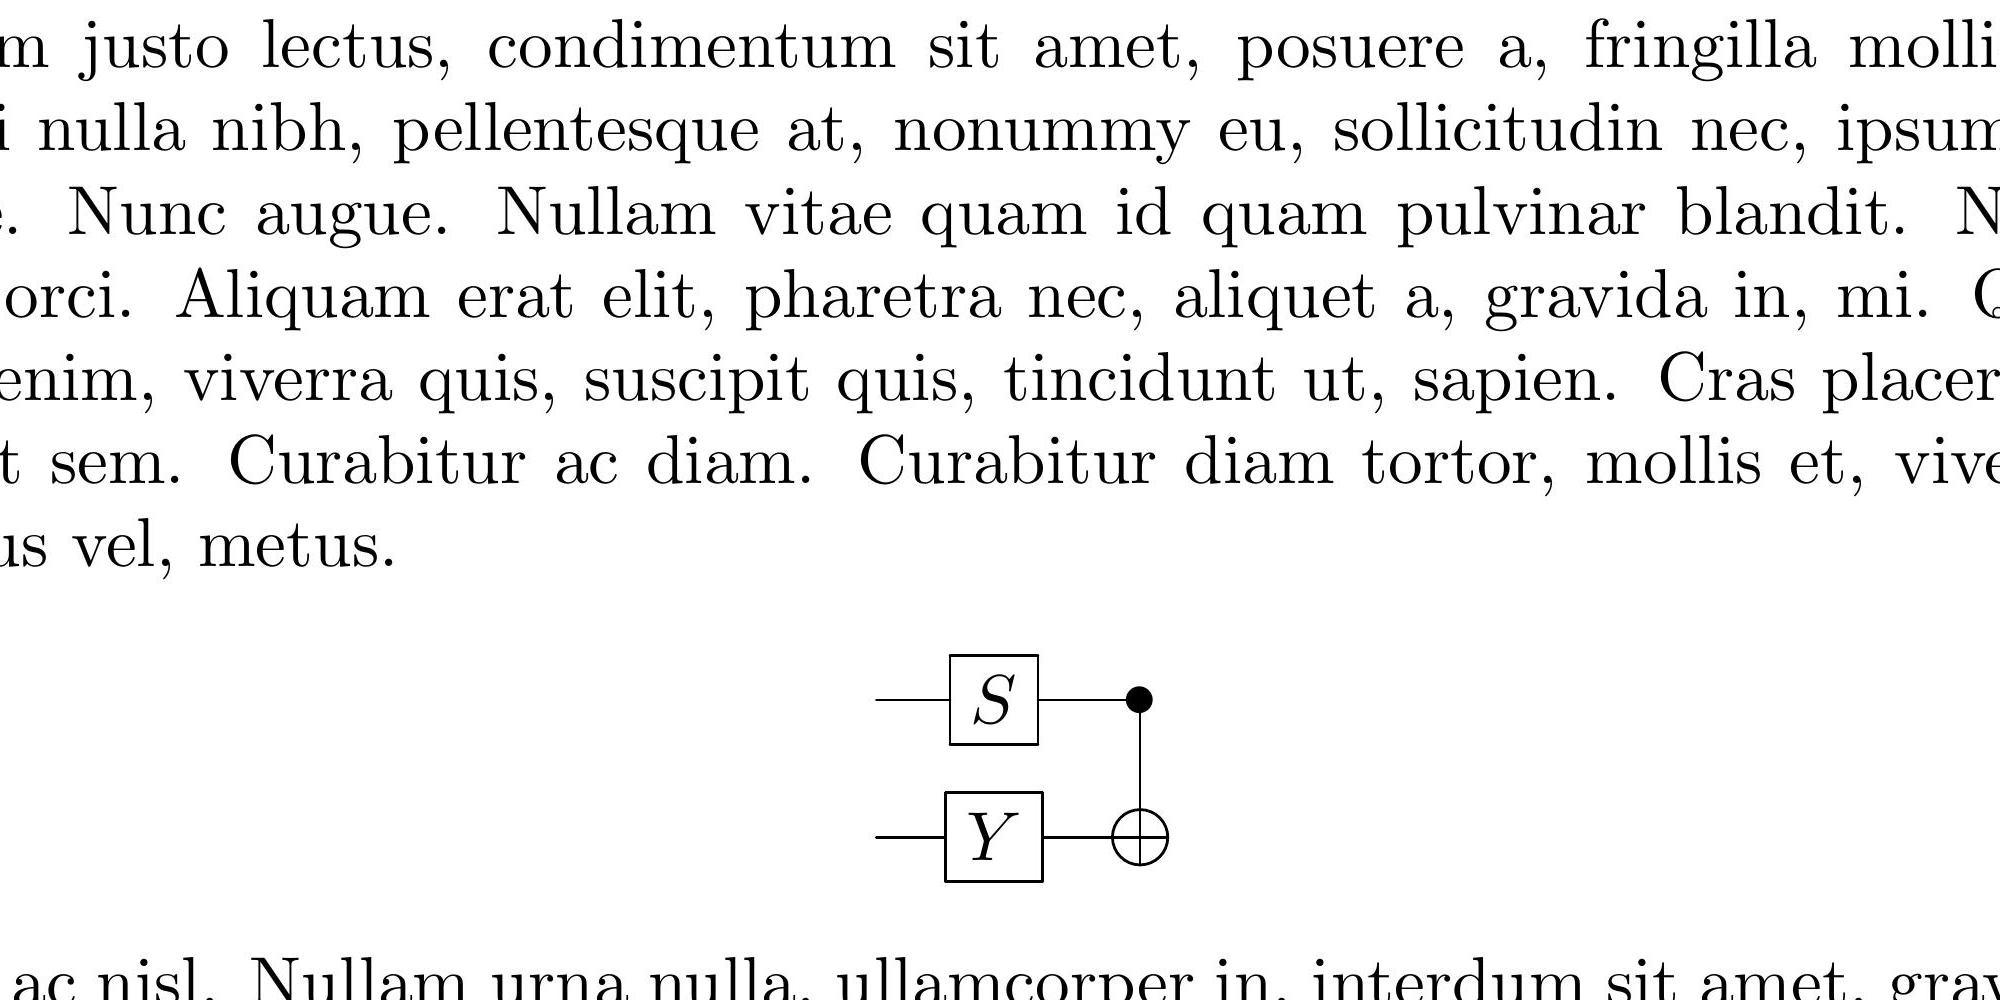 m justo lectus, condimentum sit amet, posuere a, fringilla molli
i nulla nibh, pellentesque at, nonummy eu, sollicitudin nec, ipsum
e. Nunc augue. Nullam vitae quam id quam pulvinar blandit. N
orci. Aliquam erat elit, pharetra nec, aliquet a, gravida in, mi. Q
enim, viverra quis, suscipit quis, tincidunt ut, sapien. Cras placer
t sem. Curabitur ac diam. Curabitur diam tortor, mollis et, vive
us vel, metus.
S
Y
ac nisl. Nullam urna nulla, ullamcorper in, interdum sit amet, grav